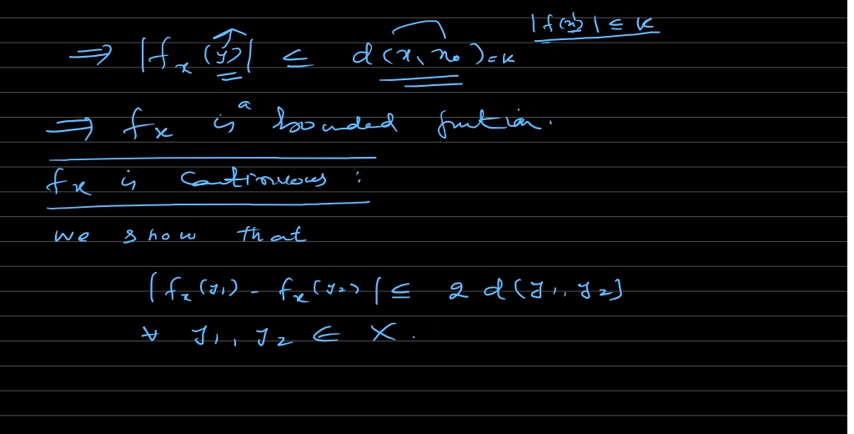 |f(x)| ≤ K
⇒ |f_x(y)| ≤ d(x, x₀) = K
⇒ f_x is a bounded function.
f_x is continuous :
we show that
|f_x(y₁) - f_x(y₂)| ≤ 2 d(y₁, y₂)
∀ y₁, y₂ ∈ X.